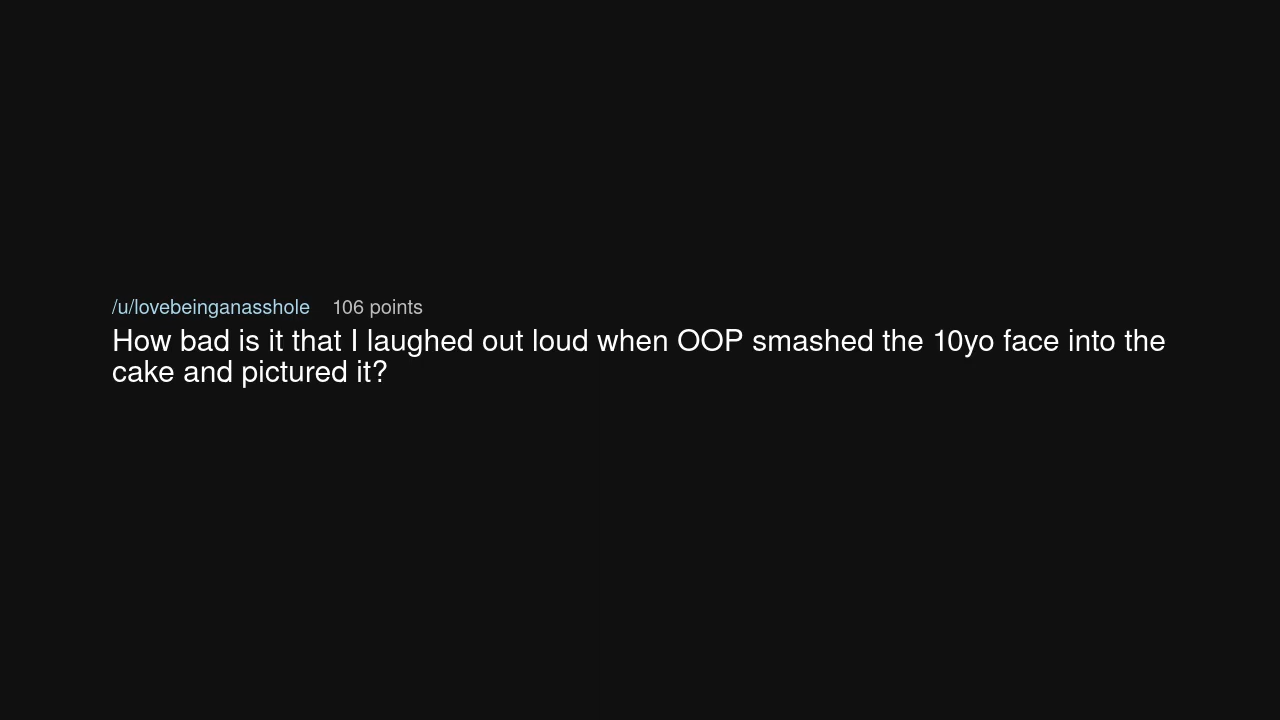 /u/lovebeinganasshole 106 points
How bad is it that I laughed out loud when OOP smashed the 10yo face into the
cake and pictured it?